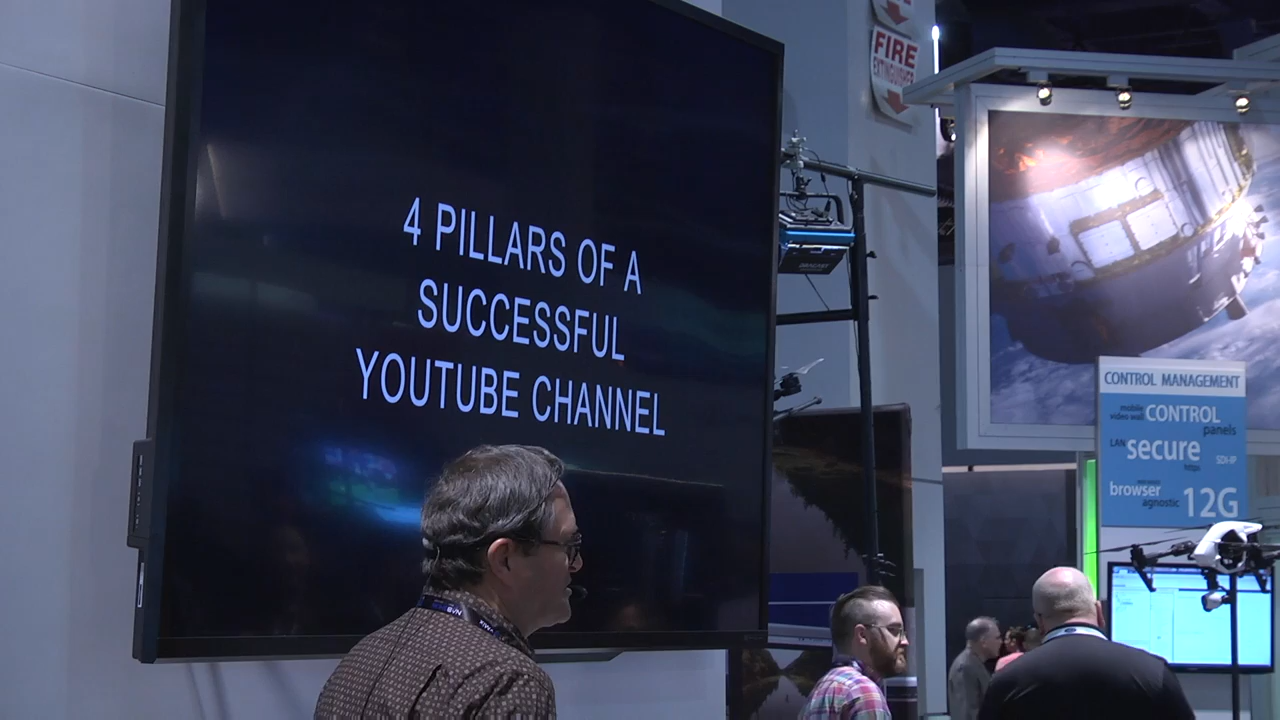 4 PILLARS OF A
SUCCESSFUL
YOUTUBE CHANNEL
FIRE
EXTINGUISHER
CONTROL MANAGEMENT
mobile
video wall
CONTROL
panels
LAN
secure
https
SDI-IP
browser
agnostic
12G